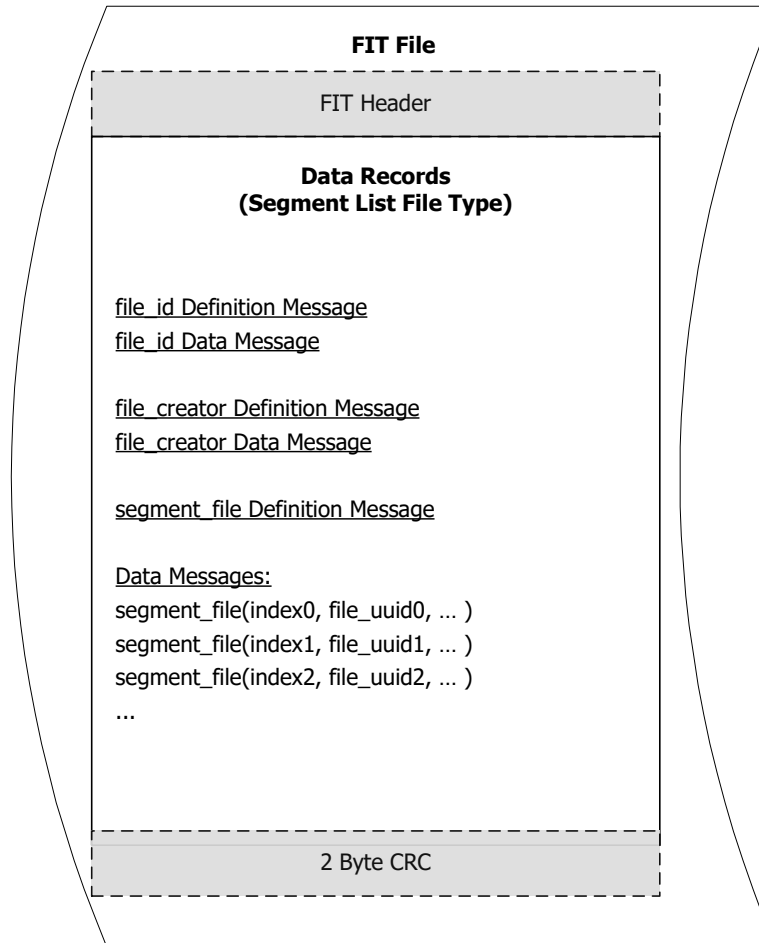 FIT File
FIT Header
Data Records
(Segment List File Type)
file_id Definition Message
file_id Data Message
file_creator Definition Message
file_creator Data Message
segment_file Definition Message
Data Messages:
segment_file(index0, file_uuid0, ... )
segment_file(index1, file_uuid1, ... )
segment_file(index2, file_uuid2, ... )
...
2 Byte CRC